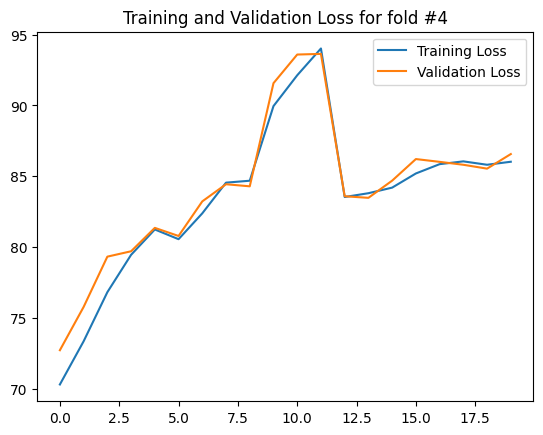 Training and Validation Loss for fold #4
Training Loss
Validation Loss
95
90
85
80
75
70
0.0 2.5 5.0 7.5 10.0 12.5 15.0 17.5